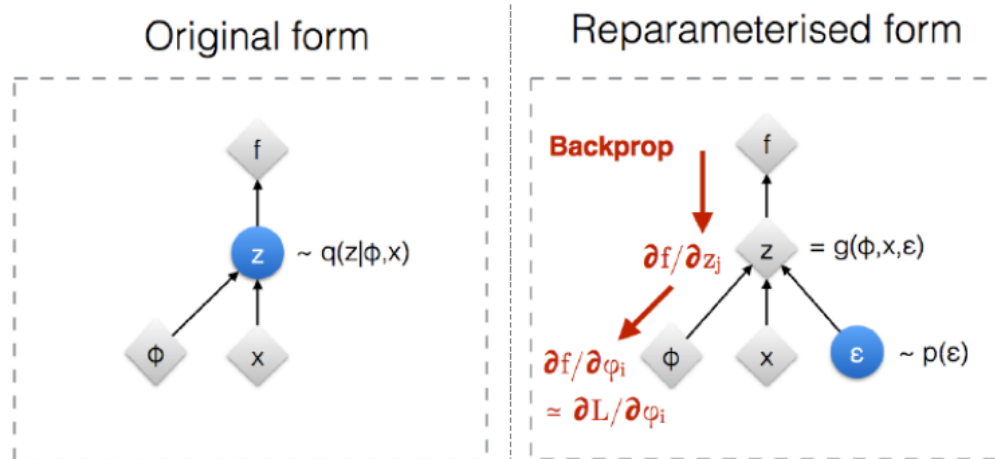 Original form
f
z ~ q(z|ϕ,x)
ϕ x
Reparameterised form
Backprop f
∂f/∂zⱼ z = g(ϕ,x,ε)
∂f/∂φᵢ ϕ x ε ~ p(ε)
≃ ∂L/∂φᵢ